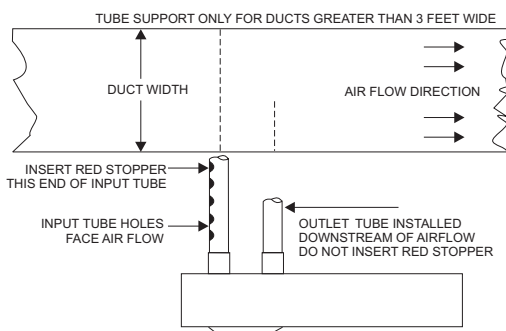 TUBE SUPPORT ONLY FOR DUCTS GREATER THAN 3 FEET WIDE
DUCT WIDTH
AIR FLOW DIRECTION
INSERT RED STOPPER
THIS END OF INPUT TUBE
INPUT TUBE HOLES
FACE AIR FLOW
OUTLET TUBE INSTALLED
DOWNSTREAM OF AIRFLOW
DO NOT INSERT RED STOPPER